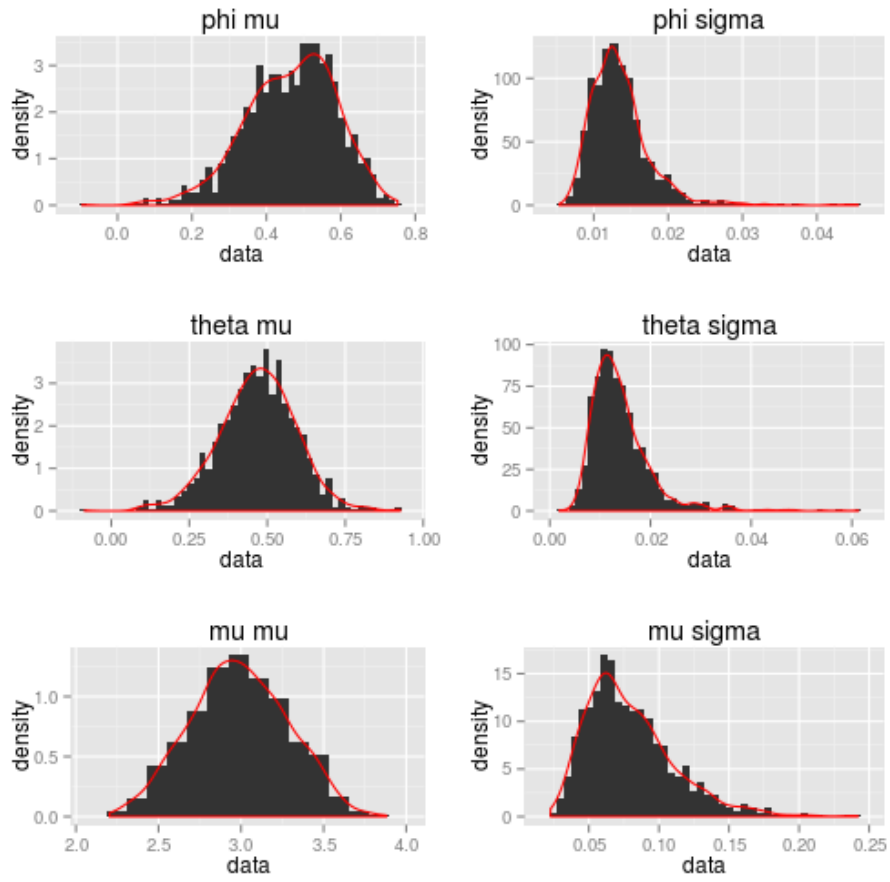 phi mu
density
3
2
1
0
0.0 0.2 0.4 0.6 0.8
data
phi sigma
density
100
50
0
0.01 0.02 0.03 0.04
data
theta mu
density
3
2
1
0
0.00 0.25 0.50 0.75 1.00
data
theta sigma
density
100
75
50
25
0
0.00 0.02 0.04 0.06
data
mu mu
density
1.0
0.5
0.0
2.0 2.5 3.0 3.5 4.0
data
mu sigma
density
15
10
5
0
0.05 0.10 0.15 0.20 0.25
data